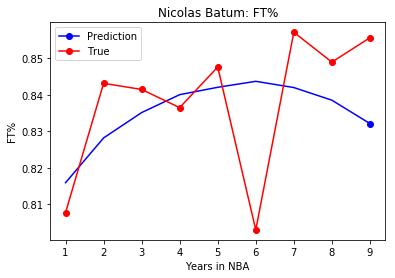 Nicolas Batum: FT%
Prediction
True
FT%
0.85
0.84
0.83
0.82
0.81
1 2 3 4 5 6 7 8 9
Years in NBA